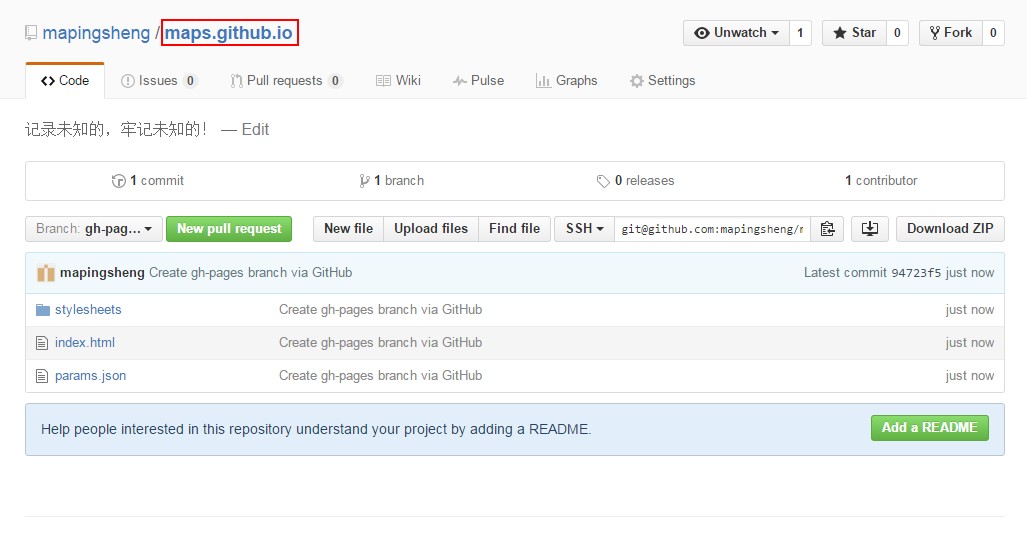 mapingsheng / maps.github.io Unwatch 1 Star 0 Fork 0
Code Issues 0 Pull requests 0 Wiki Pulse Graphs Settings
记录未知的，牢记未知的！ — Edit
1 commit 1 branch 0 releases 1 contributor
Branch: gh-pag... New pull request New file Upload files Find file SSH git@github.com:mapingsheng/m Download ZIP
mapingsheng Create gh-pages branch via GitHub Latest commit 94723f5 just now
stylesheets Create gh-pages branch via GitHub just now
index.html Create gh-pages branch via GitHub just now
params.json Create gh-pages branch via GitHub just now
Help people interested in this repository understand your project by adding a README. Add a README